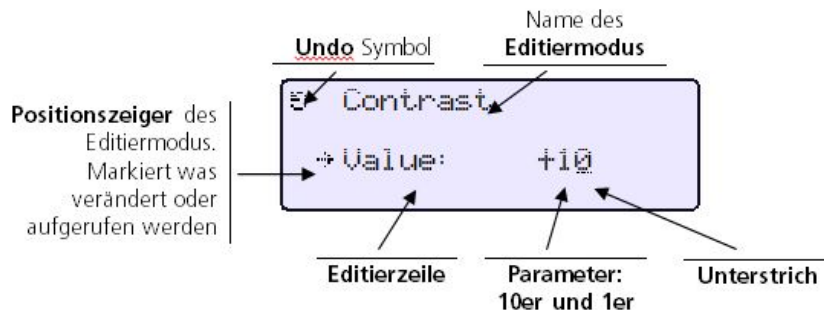 Name des
Undo Symbol
Editiermodus
Contrast
Positionszeiger des
Editiermodus.
Markiert was
verändert oder
aufgerufen werden
Value: +10
Editierzeile
Parameter:
10er und 1er
Unterstrich